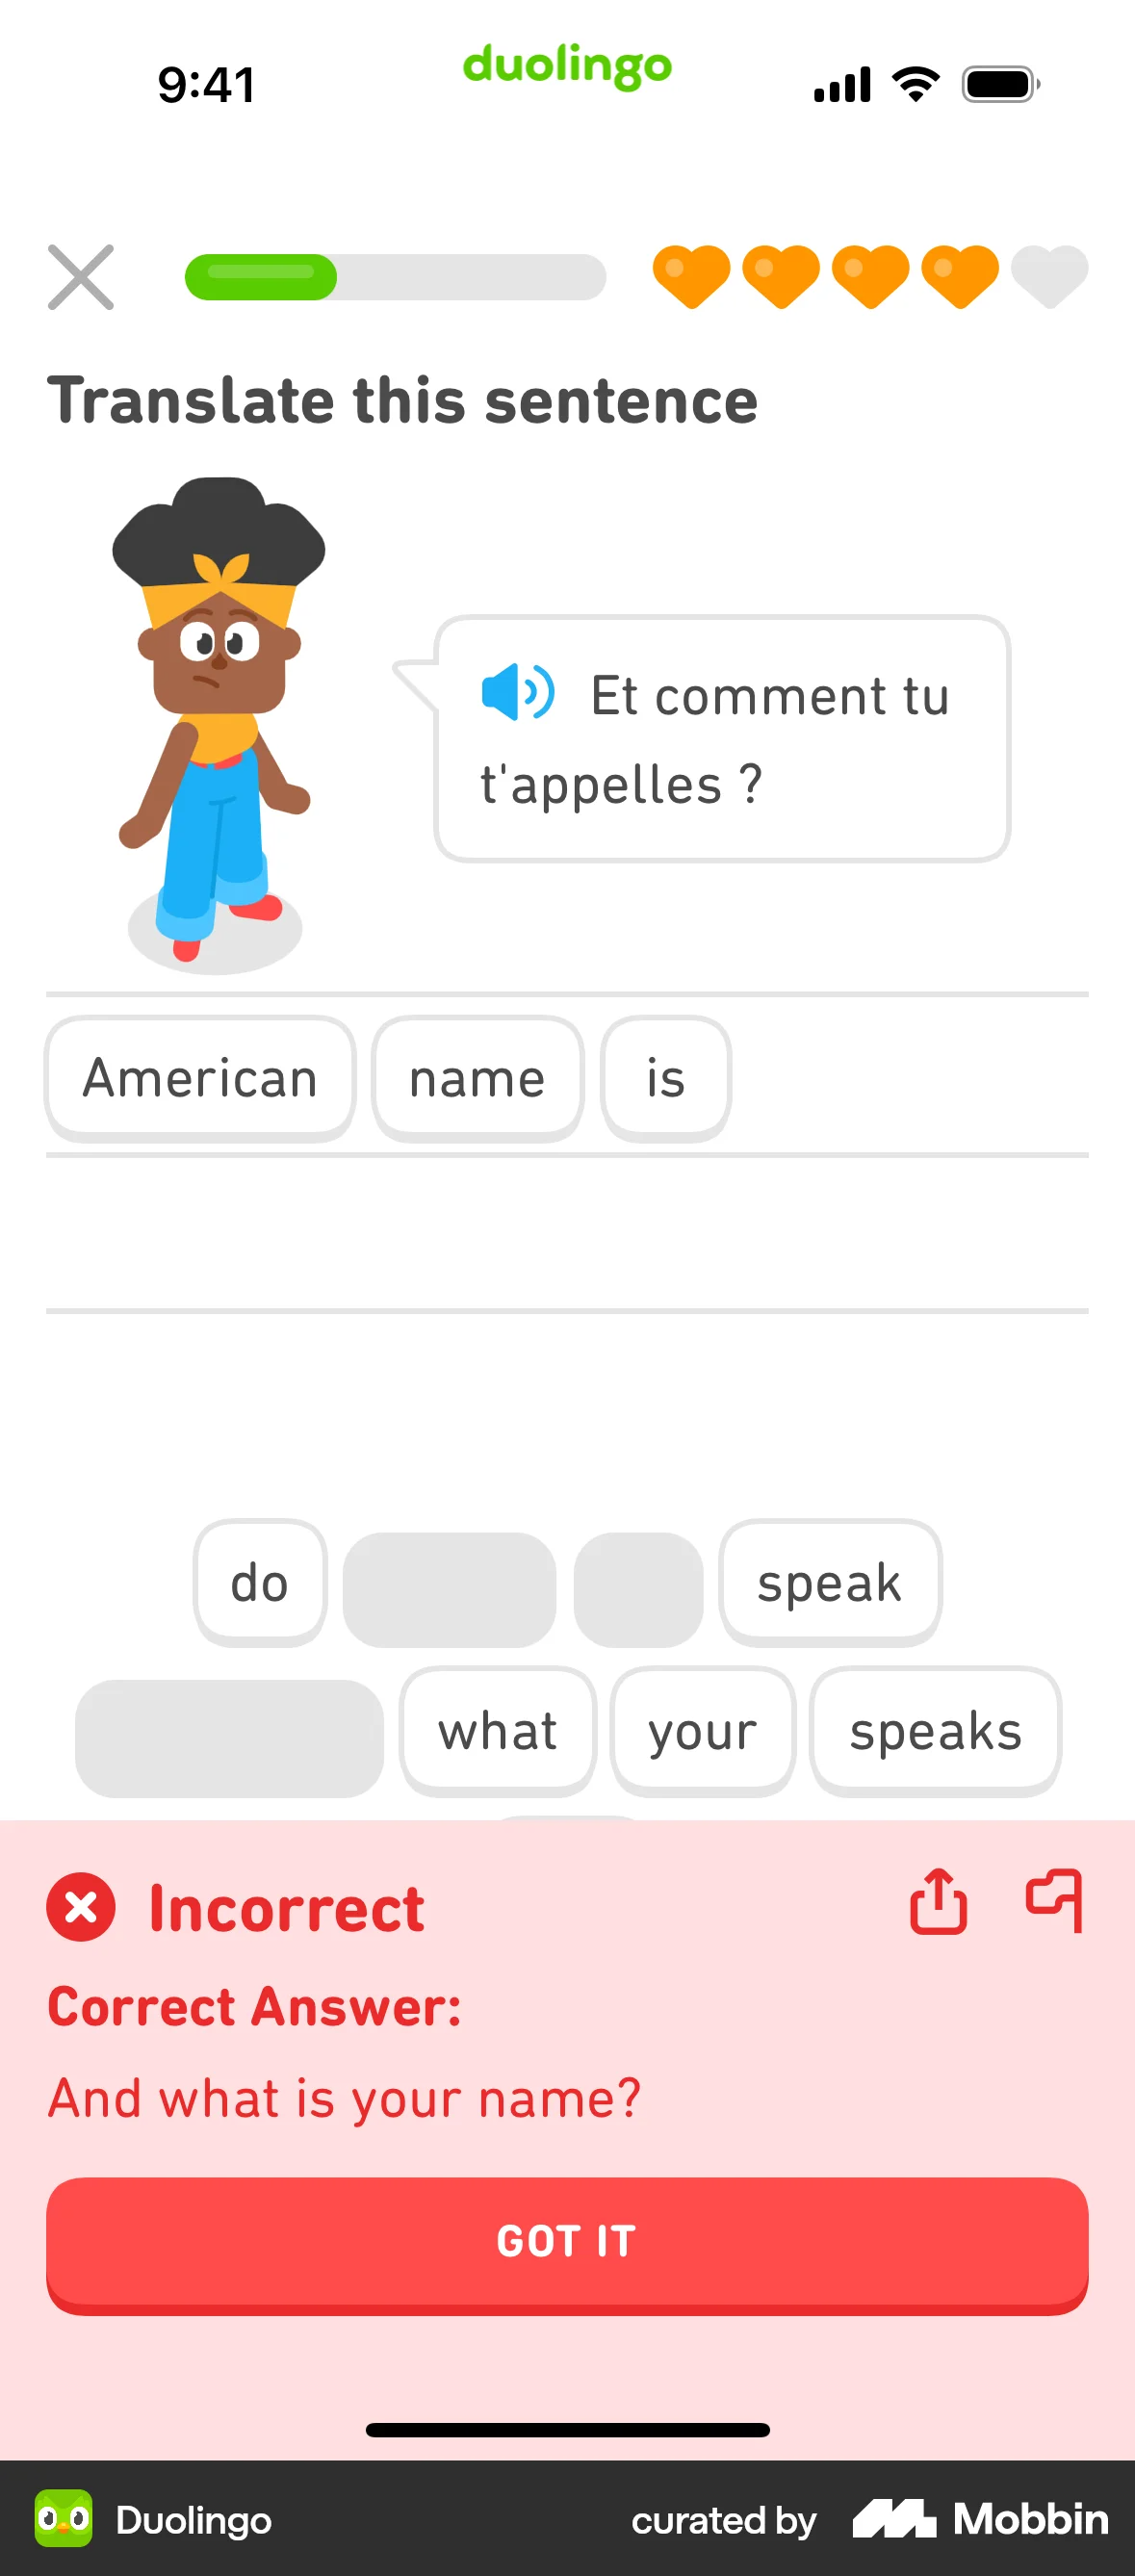 9:41
duolingo
Translate this sentence
Et comment tu
t'appelles ?
American name is
do speak
what your speaks
Incorrect
Correct Answer:
And what is your name?
GOT IT
Duolingo curated by Mobbin